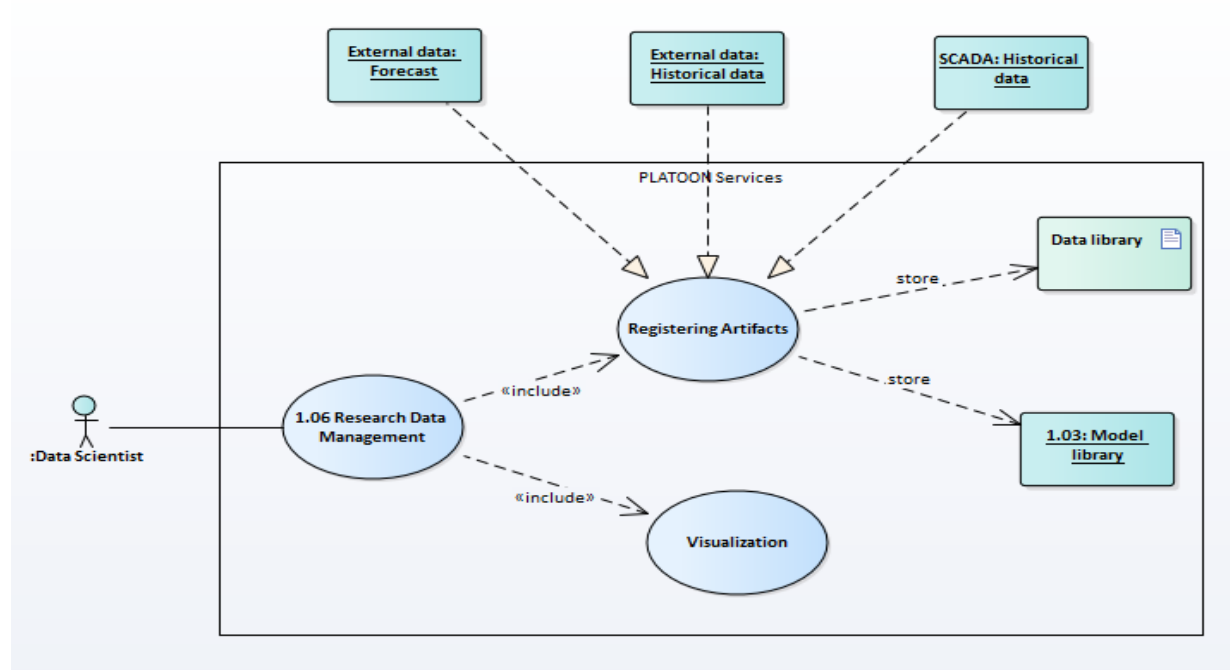 External data:
Forecast
External data:
Historical data
SCADA: Historical
data
PLATOON Services
Data library
store
Registering Artifacts
.store
«include»
1.06 Research Data
Management
1.03: Model
library
:Data Scientist
«include»
Visualization